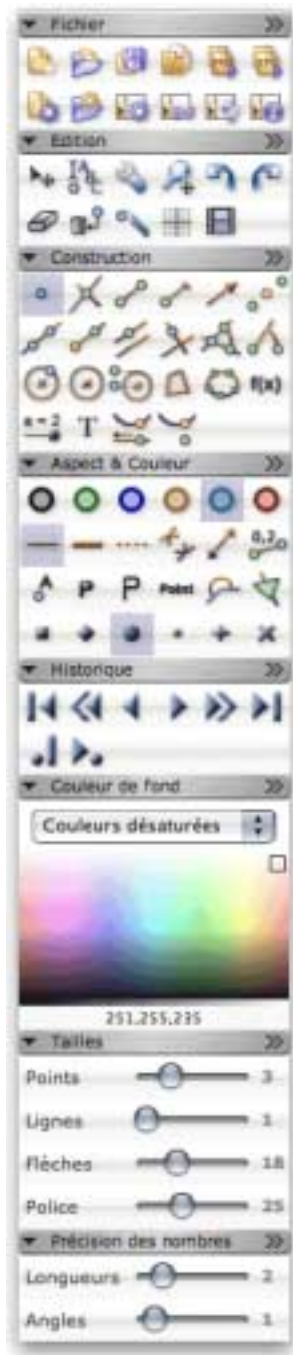 Fichier
Edition
Construction
f(x)
a = 2
T
Aspect & Couleur
0,2
A
P
P
Point
Historique
Couleur de fond
Couleurs désaturées
251,255,235
Tailles
Points 3
Lignes 1
Flèches 18
Police 25
Précision des nombres
Longueurs 2
Angles 1